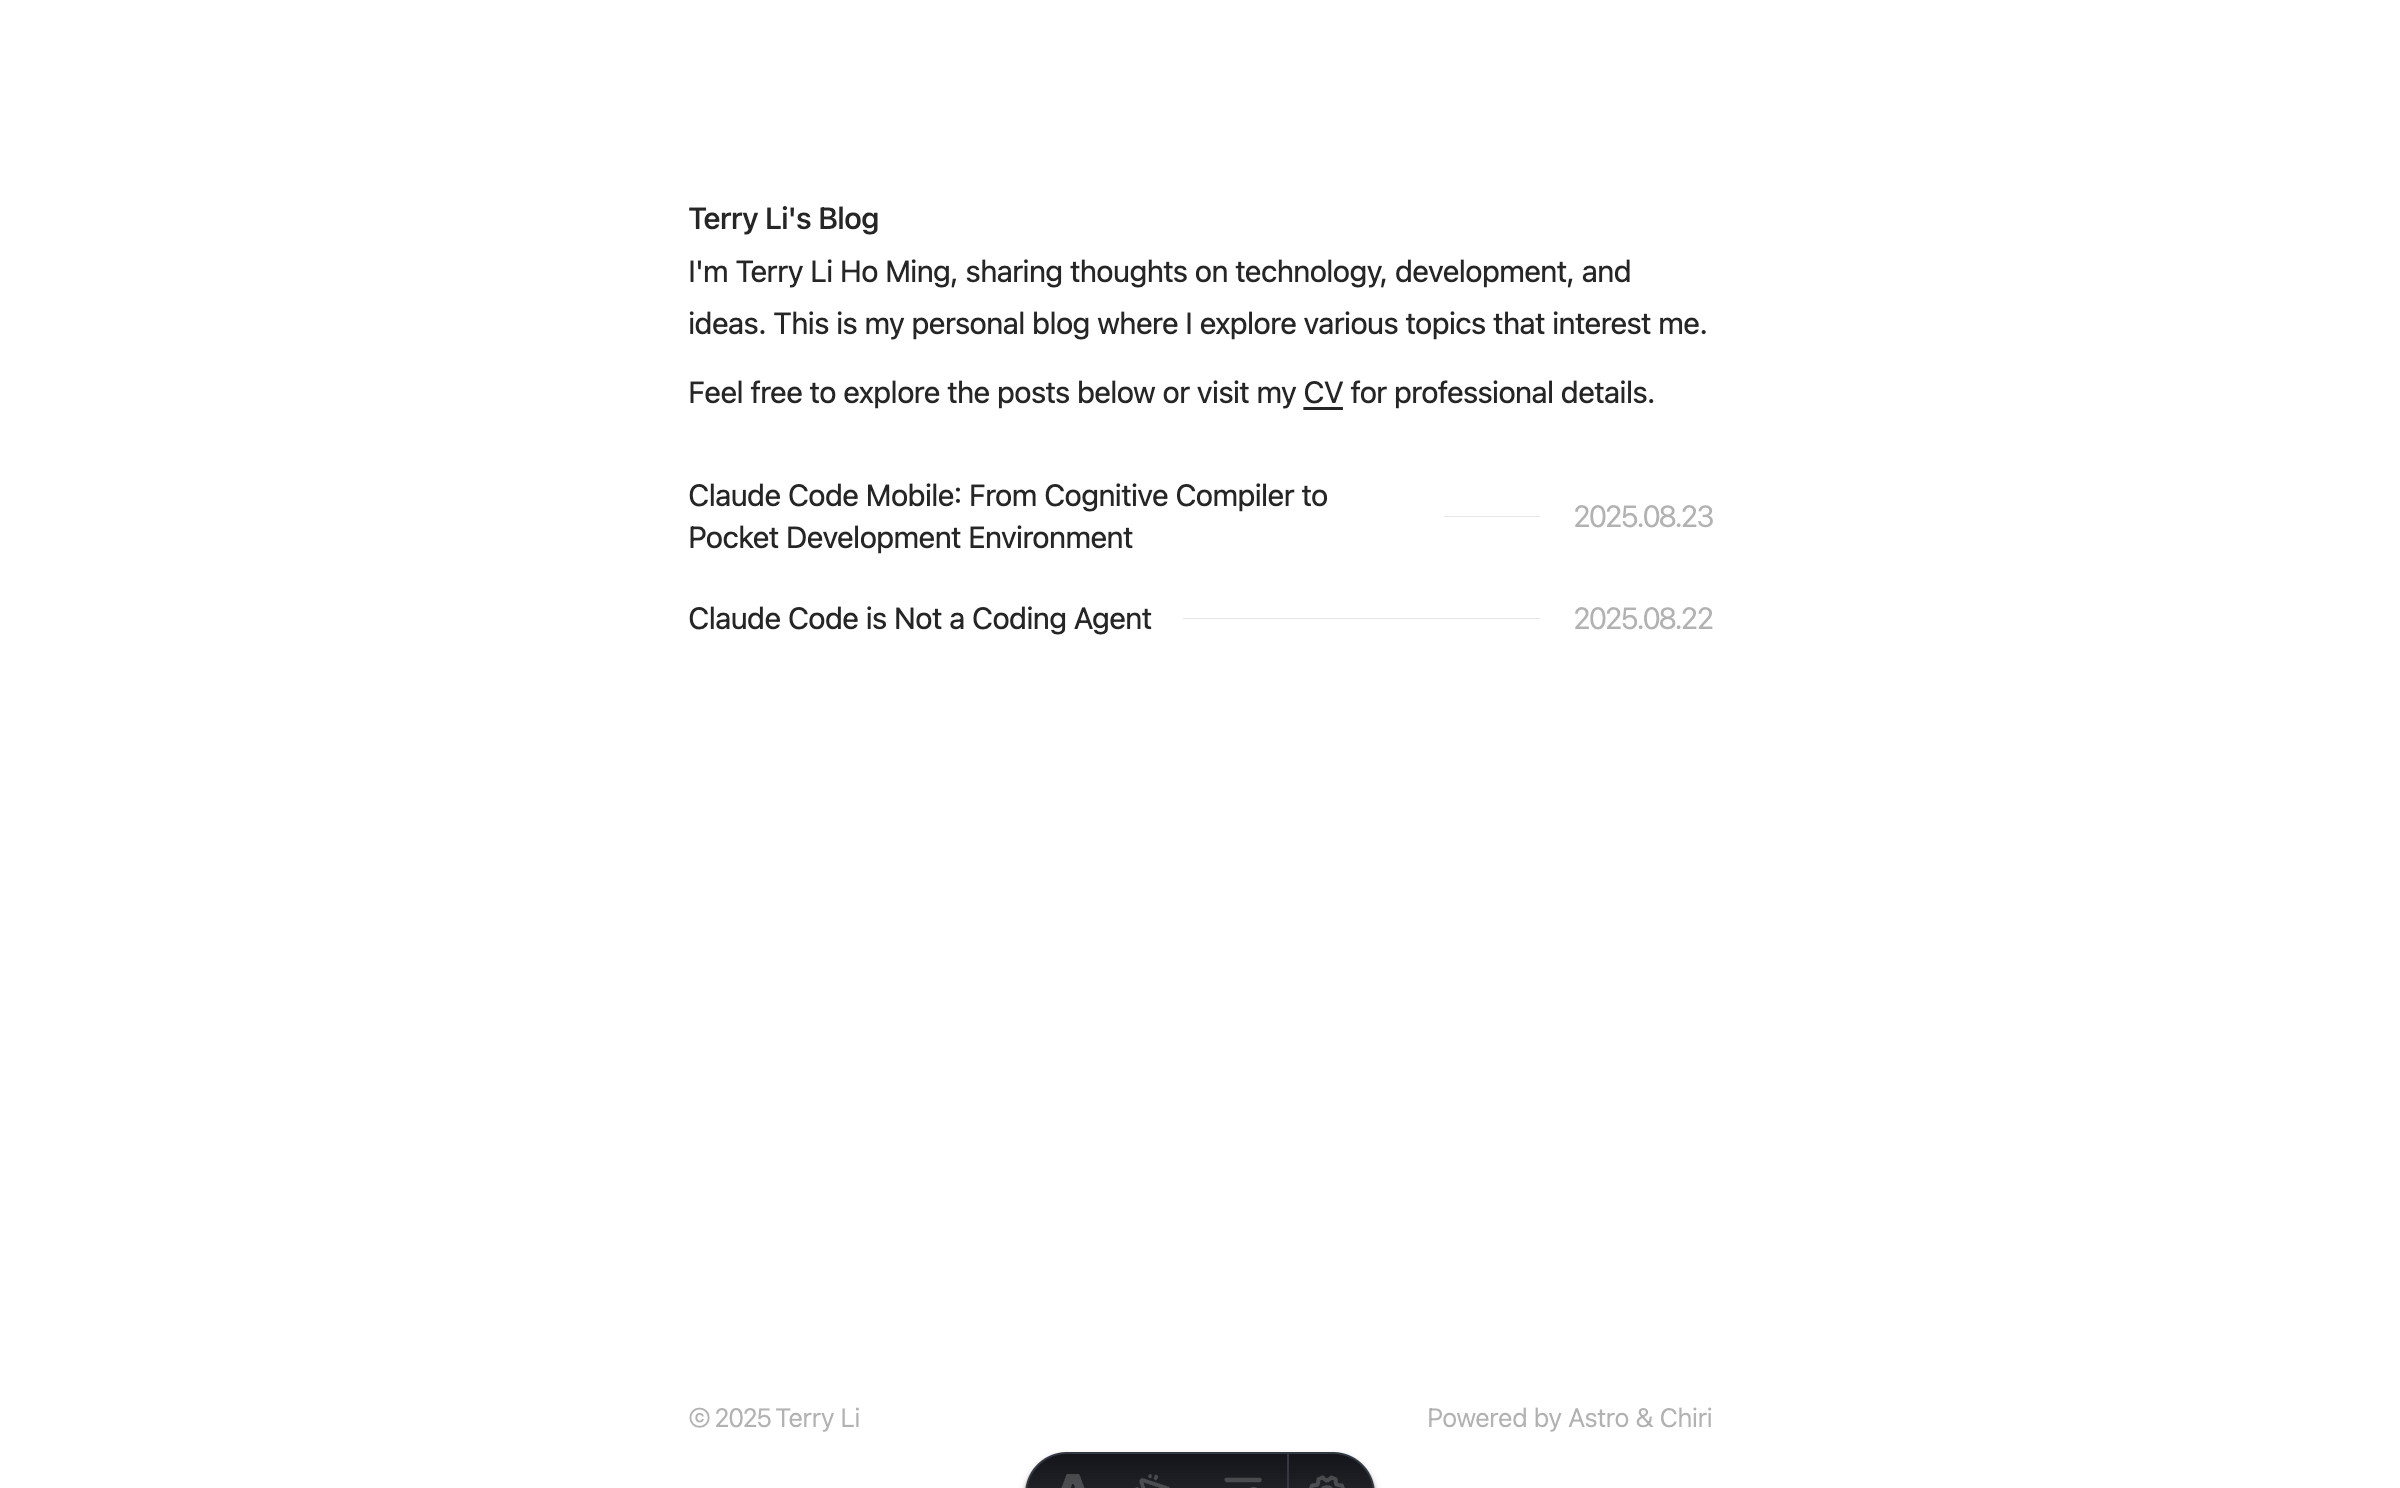 Terry Li's Blog
I'm Terry Li Ho Ming, sharing thoughts on technology, development, and
ideas. This is my personal blog where I explore various topics that interest me.
Feel free to explore the posts below or visit my CV for professional details.
Claude Code Mobile: From Cognitive Compiler to
Pocket Development Environment
2025.08.23
Claude Code is Not a Coding Agent
2025.08.22
© 2025 Terry Li
Powered by Astro & Chiri